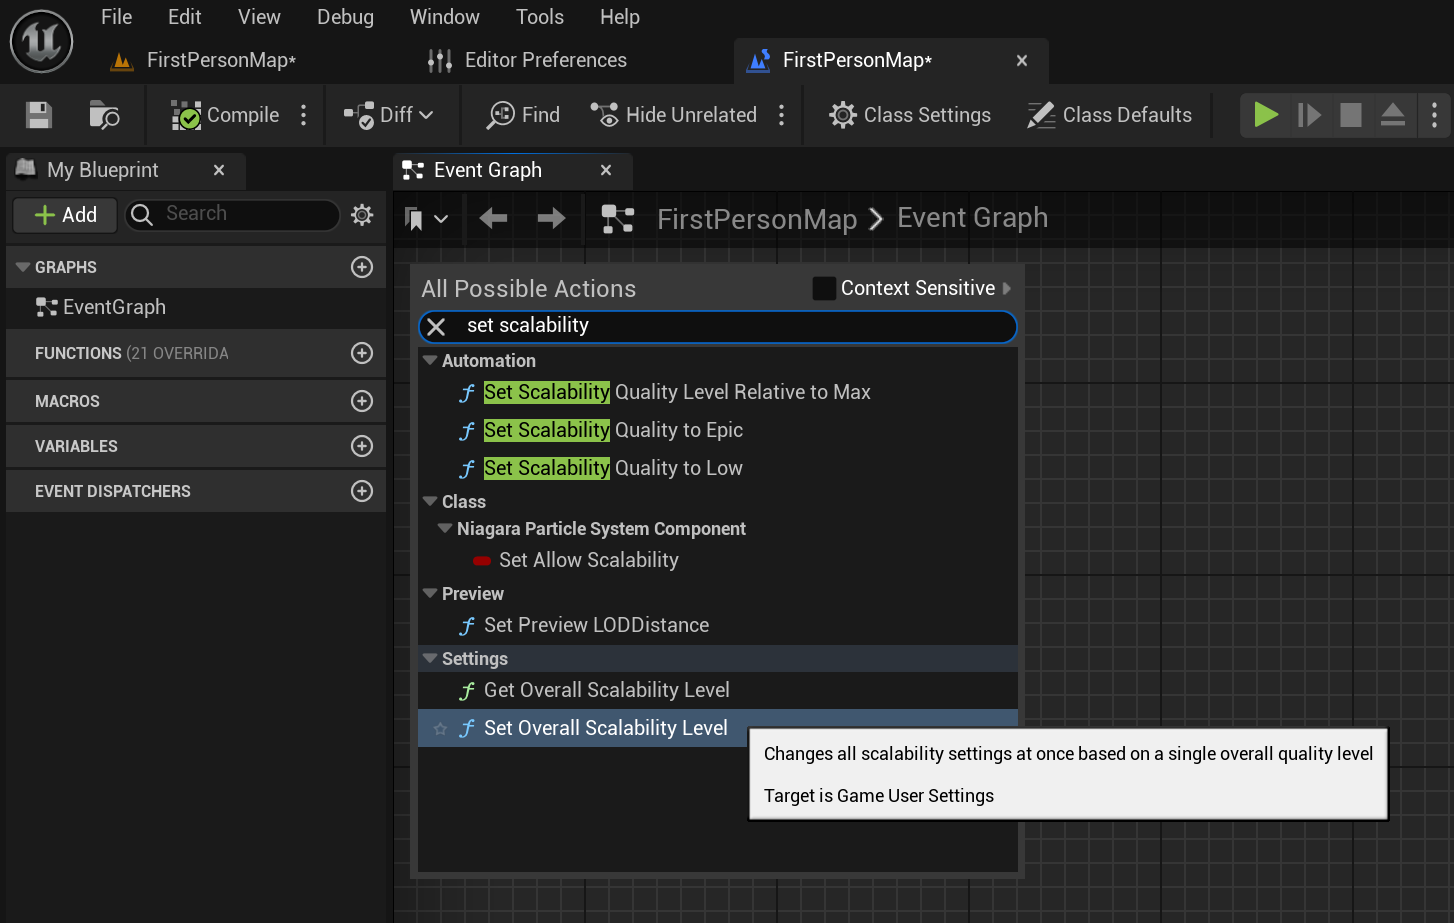 File Edit View Debug Window Tools Help
FirstPersonMap* Editor Preferences FirstPersonMap*
Compile Diff Find Hide Unrelated Class Settings Class Defaults
My Blueprint Event Graph
Add Search FirstPersonMap > Event Graph
GRAPHS
EventGraph
FUNCTIONS (21 OVERRIDA
MACROS
VARIABLES
EVENT DISPATCHERS
All Possible Actions Context Sensitive
set scalability
Automation
Set Scalability Quality Level Relative to Max
Set Scalability Quality to Epic
Set Scalability Quality to Low
Class
Niagara Particle System Component
Set Allow Scalability
Preview
Set Preview LODDistance
Settings
Get Overall Scalability Level
Set Overall Scalability Level
Changes all scalability settings at once based on a single overall quality level
Target is Game User Settings